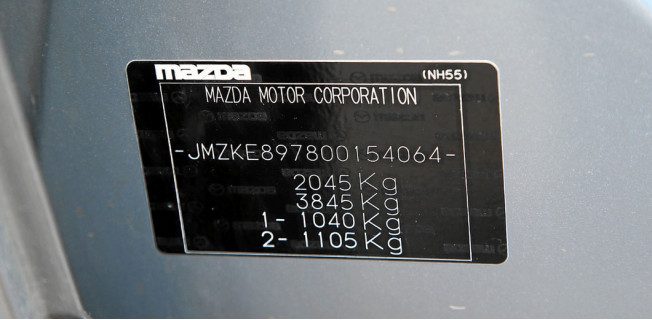 mazda (NH55)
MAZDA MOTOR CORPORATION
-JMZKE897800154064-
2045 Kg
3845 Kg
1- 1040 Kg
2- 1105 Kg